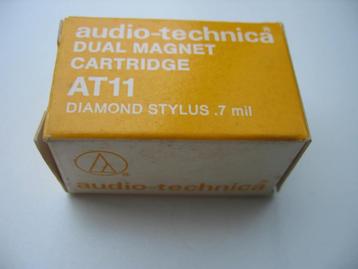 audio-technica®
DUAL MAGNET
CARTRIDGE
AT11
DIAMOND STYLUS .7 mil
audio-technica®